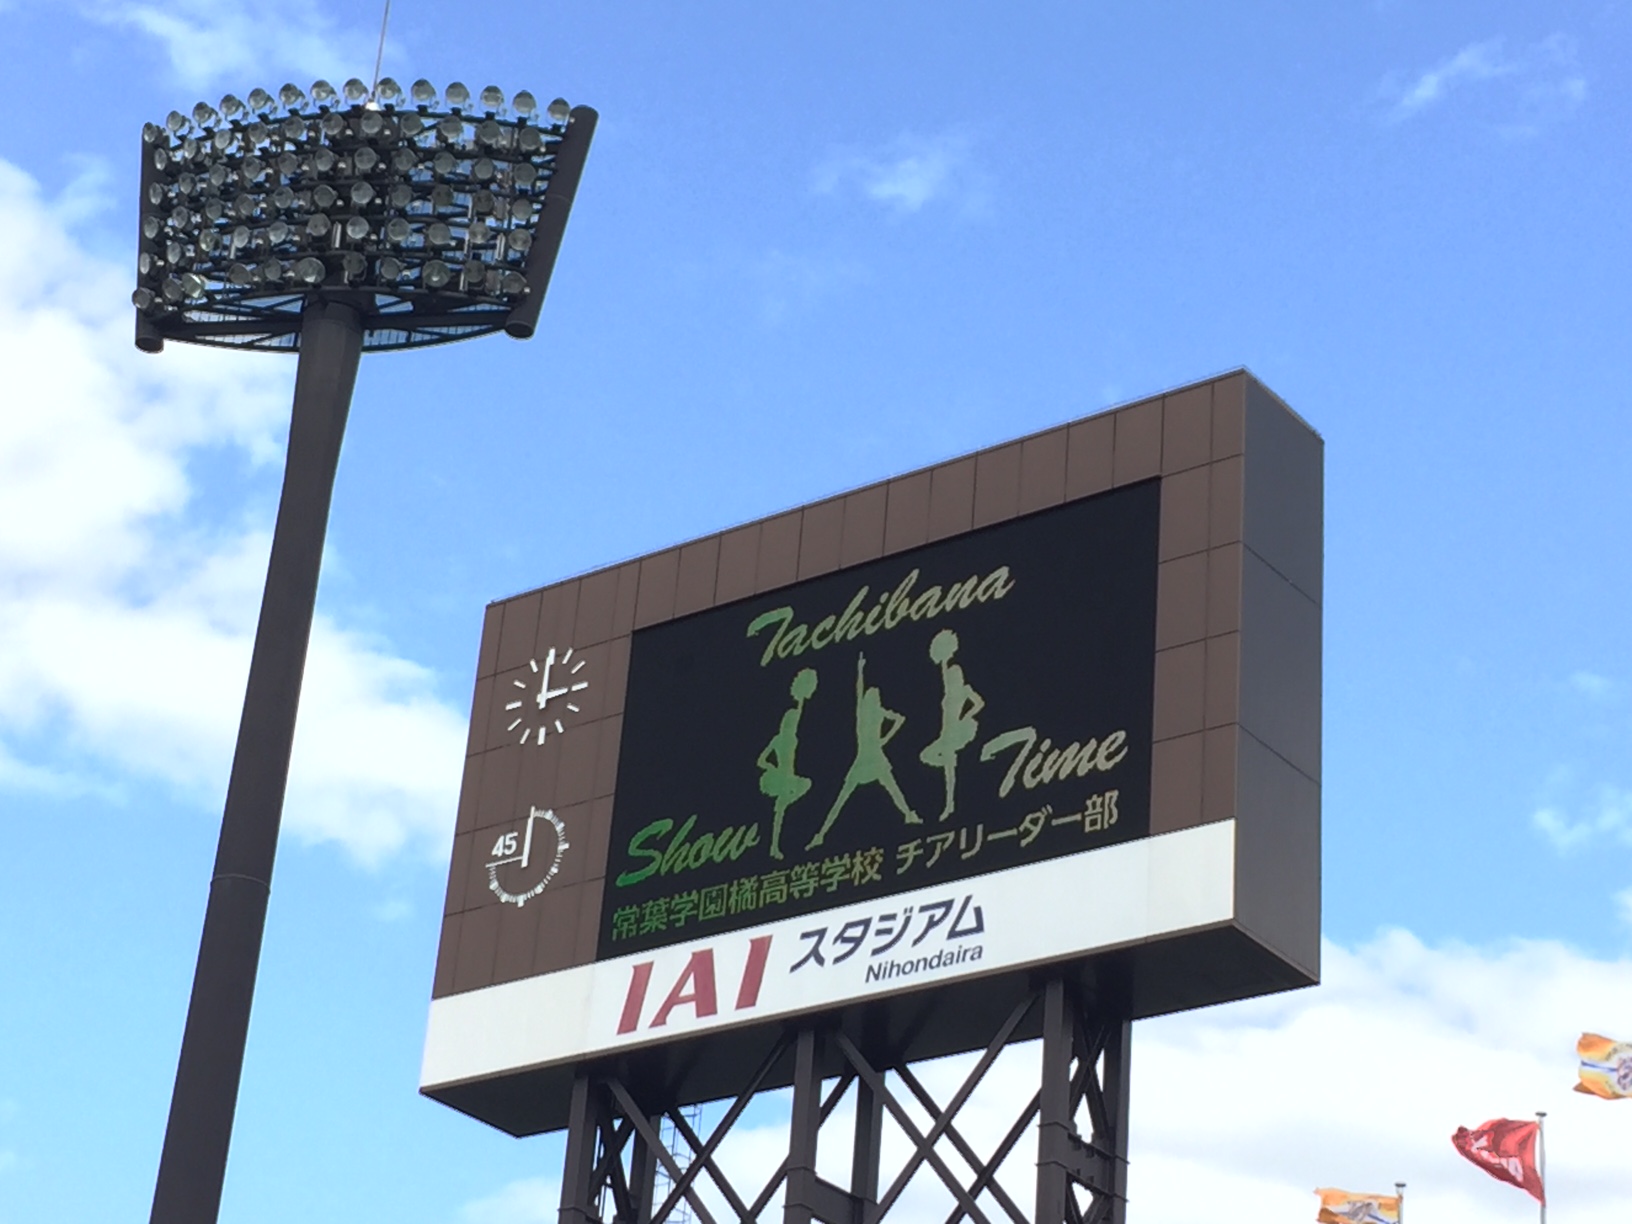 Tachibana
Show Time
常葉学園橘高等学校 チアリーダー部
45
IAI スタジアム
Nihondaira